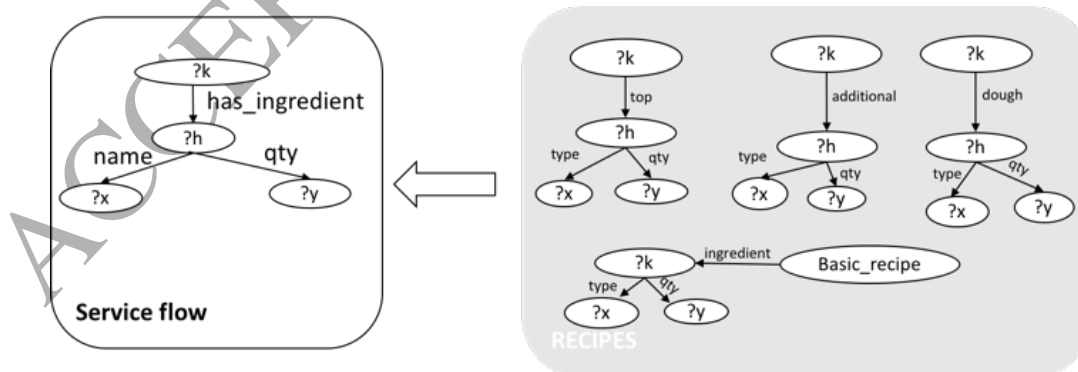 ?k
has_ingredient
?h
name
qty
?x
?y
Service flow
?k
top
?h
type
qty
?x
?y
?k
additional
?h
type
qty
?x
?y
?k
dough
?h
type
qty
?x
?y
ingredient
?k
Basic_recipe
type
qty
?x
?y
RECIPES
ACCE